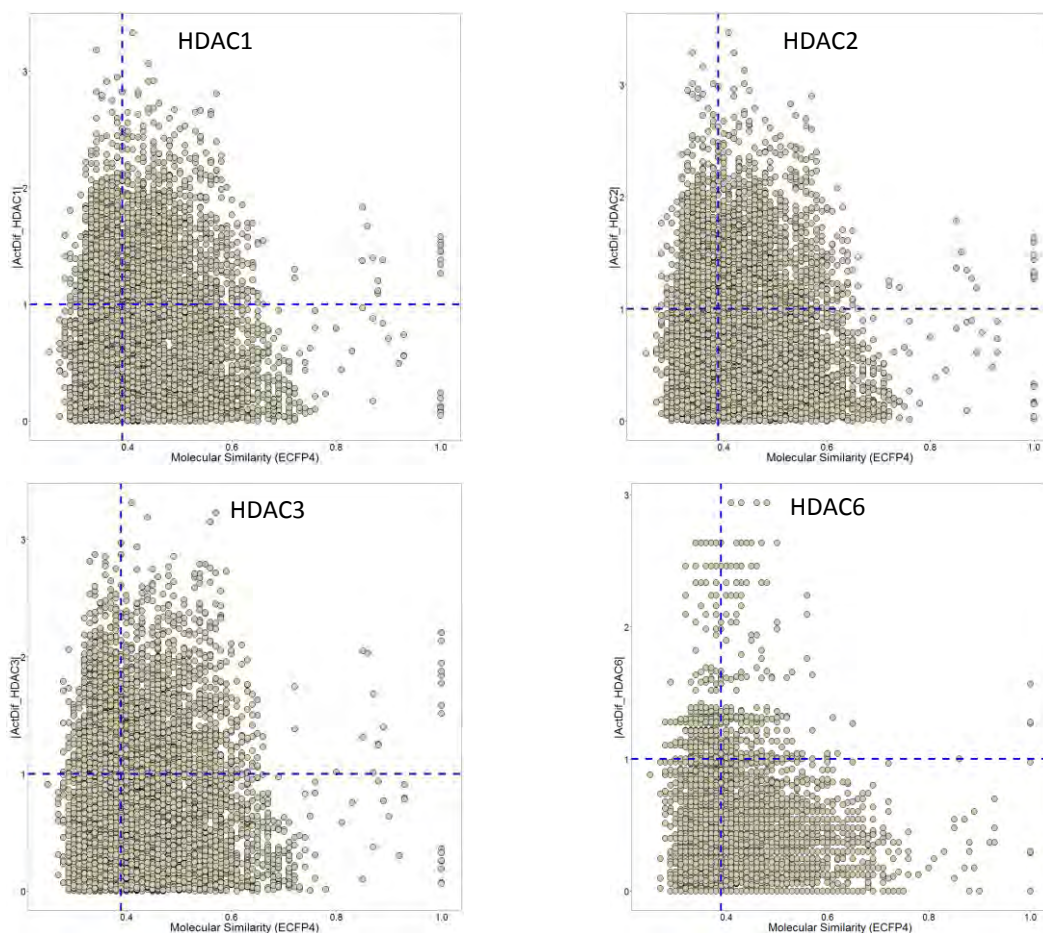 HDAC1
3
2
1
0
|ActDif_HDAC1|
0.4
0.6
0.8
1.0
Molecular Similarity (ECFP4)
HDAC2
3
2
1
0
|ActDif_HDAC2|
0.4
0.6
0.8
1.0
Molecular Similarity (ECFP4)
HDAC3
3
2
1
0
|ActDif_HDAC3|
0.4
0.6
0.8
1.0
Molecular Similarity (ECFP4)
HDAC6
3
2
1
0
|ActDif_HDAC6|
0.4
0.6
0.8
1.0
Molecular Similarity (ECFP4)